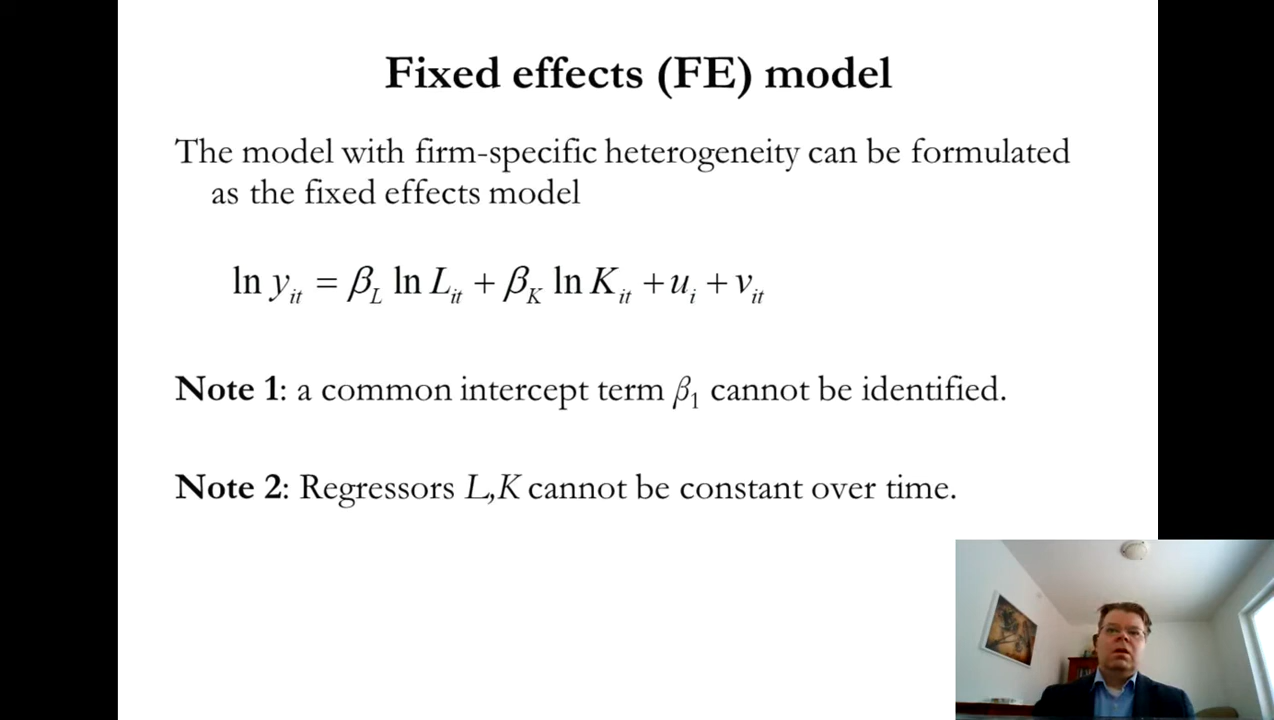 Fixed effects (FE) model
The model with firm-specific heterogeneity can be formulated
as the fixed effects model
ln y_it = β_L ln L_it + β_K ln K_it + u_i + v_it
Note 1: a common intercept term β₁ cannot be identified.
Note 2: Regressors L,K cannot be constant over time.